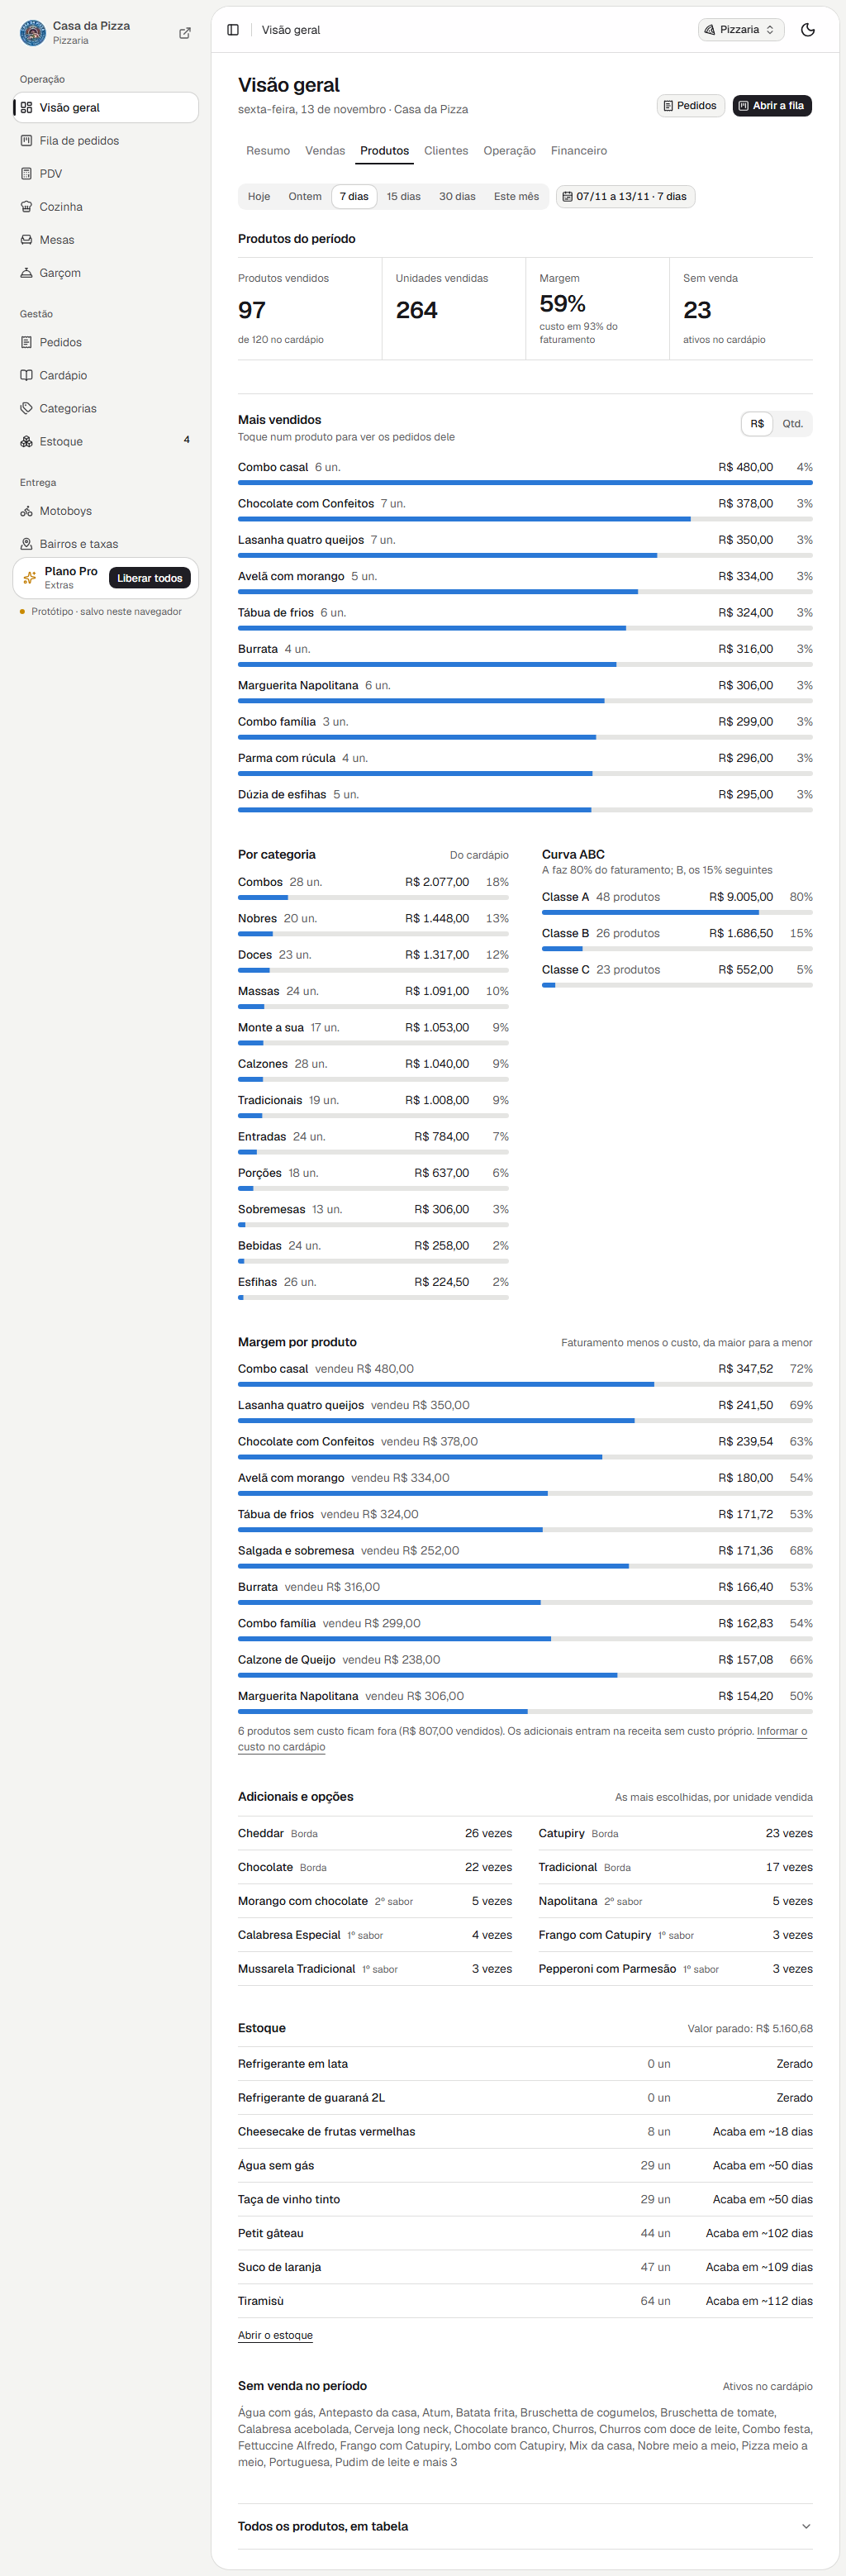 Casa da Pizza
Pizzaria
Operação
Visão geral
Fila de pedidos
PDV
Cozinha
Mesas
Garçom
Gestão
Pedidos
Cardápio
Categorias
Estoque 4
Entrega
Motoboys
Bairros e taxas
Plano Pro
Extras
Liberar todos
Protótipo · salvo neste navegador
Visão geral
Pizzaria
Visão geral
sexta-feira, 13 de novembro · Casa da Pizza
Pedidos
Abrir a fila
Resumo Vendas Produtos Clientes Operação Financeiro
Hoje Ontem 7 dias 15 dias 30 dias Este mês 07/11 a 13/11 · 7 dias
Produtos do período
Produtos vendidos
97
de 120 no cardápio
Unidades vendidas
264
Margem
59%
custo em 93% do
faturamento
Sem venda
23
ativos no cardápio
Mais vendidos
Toque num produto para ver os pedidos dele
R$ Qtd.
Combo casal 6 un. R$ 480,00 4%
Chocolate com Confeitos 7 un. R$ 378,00 3%
Lasanha quatro queijos 7 un. R$ 350,00 3%
Avelã com morango 5 un. R$ 334,00 3%
Tábua de frios 6 un. R$ 324,00 3%
Burrata 4 un. R$ 316,00 3%
Marguerita Napolitana 6 un. R$ 306,00 3%
Combo família 3 un. R$ 299,00 3%
Parma com rúcula 4 un. R$ 296,00 3%
Dúzia de esfihas 5 un. R$ 295,00 3%
Por categoria Do cardápio
Combos 28 un. R$ 2.077,00 18%
Nobres 20 un. R$ 1.448,00 13%
Doces 23 un. R$ 1.317,00 12%
Massas 24 un. R$ 1.091,00 10%
Monte a sua 17 un. R$ 1.053,00 9%
Calzones 28 un. R$ 1.040,00 9%
Tradicionais 19 un. R$ 1.008,00 9%
Entradas 24 un. R$ 784,00 7%
Porções 18 un. R$ 637,00 6%
Sobremesas 13 un. R$ 306,00 3%
Bebidas 24 un. R$ 258,00 2%
Esfihas 26 un. R$ 224,50 2%
Curva ABC
A faz 80% do faturamento; B, os 15% seguintes
Classe A 48 produtos R$ 9.005,00 80%
Classe B 26 produtos R$ 1.686,50 15%
Classe C 23 produtos R$ 552,00 5%
Margem por produto Faturamento menos o custo, da maior para a menor
Combo casal vendeu R$ 480,00 R$ 347,52 72%
Lasanha quatro queijos vendeu R$ 350,00 R$ 241,50 69%
Chocolate com Confeitos vendeu R$ 378,00 R$ 239,54 63%
Avelã com morango vendeu R$ 334,00 R$ 180,00 54%
Tábua de frios vendeu R$ 324,00 R$ 171,72 53%
Salgada e sobremesa vendeu R$ 252,00 R$ 171,36 68%
Burrata vendeu R$ 316,00 R$ 166,40 53%
Combo família vendeu R$ 299,00 R$ 162,83 54%
Calzone de Queijo vendeu R$ 238,00 R$ 157,08 66%
Marguerita Napolitana vendeu R$ 306,00 R$ 154,20 50%
6 produtos sem custo ficam fora (R$ 807,00 vendidos). Os adicionais entram na receita sem custo próprio. Informar o
custo no cardápio
Adicionais e opções As mais escolhidas, por unidade vendida
Cheddar Borda 26 vezes Catupiry Borda 23 vezes
Chocolate Borda 22 vezes Tradicional Borda 17 vezes
Morango com chocolate 2º sabor 5 vezes Napolitana 2º sabor 5 vezes
Calabresa Especial 1º sabor 4 vezes Frango com Catupiry 1º sabor 3 vezes
Mussarela Tradicional 1º sabor 3 vezes Pepperoni com Parmesão 1º sabor 3 vezes
Estoque Valor parado: R$ 5.160,68
Refrigerante em lata 0 un Zerado
Refrigerante de guaraná 2L 0 un Zerado
Cheesecake de frutas vermelhas 8 un Acaba em ~18 dias
Água sem gás 29 un Acaba em ~50 dias
Taça de vinho tinto 29 un Acaba em ~50 dias
Petit gâteau 44 un Acaba em ~102 dias
Suco de laranja 47 un Acaba em ~109 dias
Tiramisù 64 un Acaba em ~112 dias
Abrir o estoque
Sem venda no período Ativos no cardápio
Água com gás, Antepasto da casa, Atum, Batata frita, Bruschetta de cogumelos, Bruschetta de tomate,
Calabresa acebolada, Cerveja long neck, Chocolate branco, Churros, Churros com doce de leite, Combo festa,
Fettuccine Alfredo, Frango com Catupiry, Lombo com Catupiry, Mix da casa, Nobre meio a meio, Pizza meio a
meio, Portuguesa, Pudim de leite e mais 3
Todos os produtos, em tabela